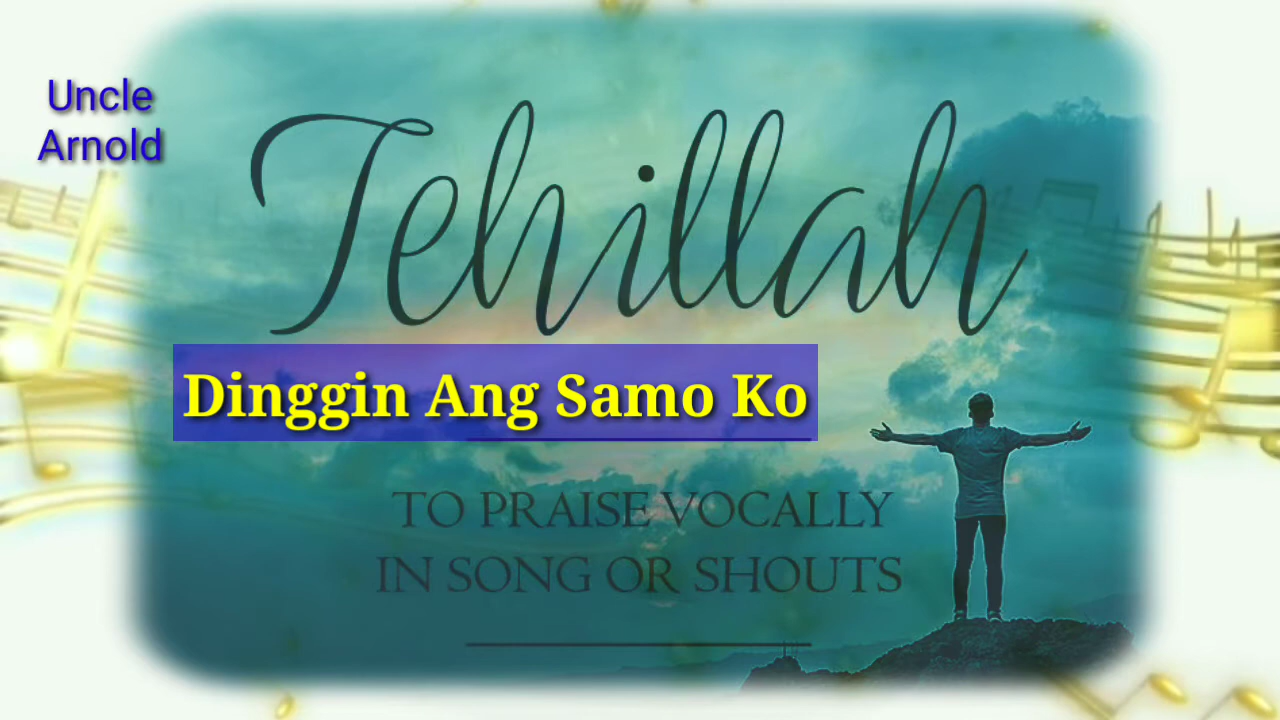 Uncle
Arnold
Tehillah
Dinggin Ang Samo Ko
TO PRAISE VOCALLY
IN SONG OR SHOUTS